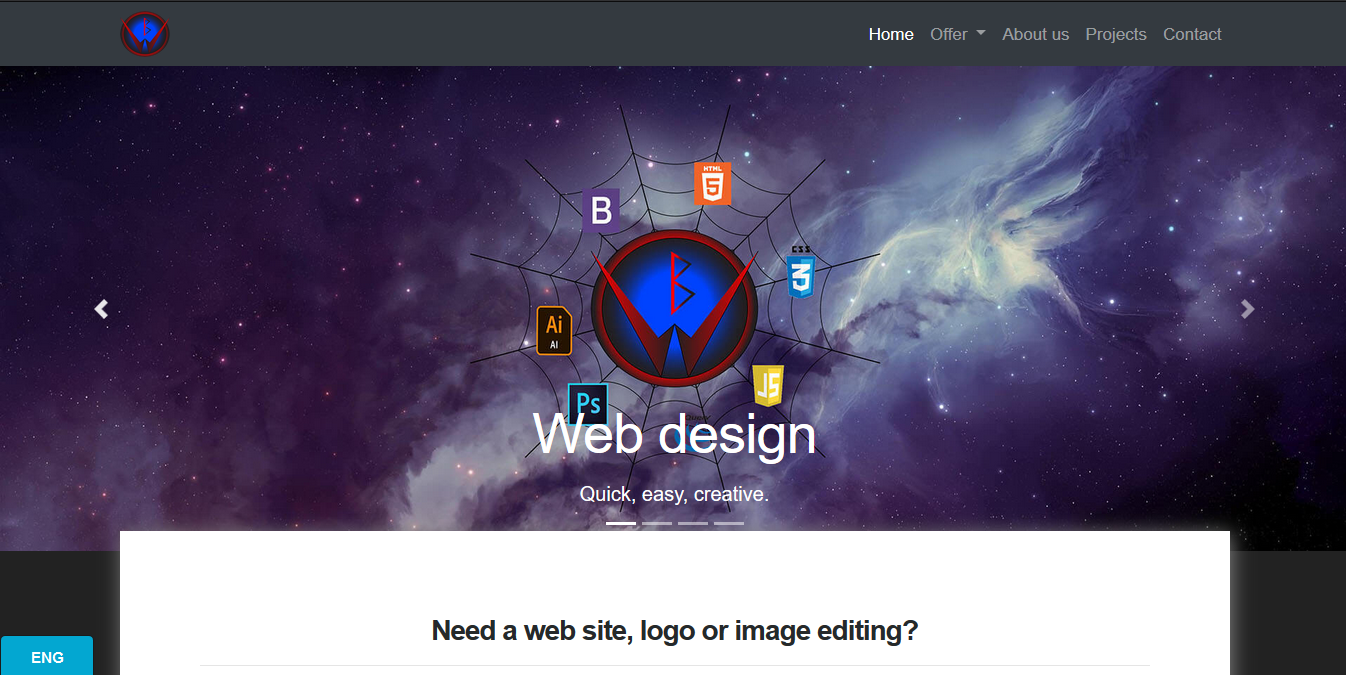 Home Offer About us Projects Contact
HTML
5
B
CSS
3
Ai
AI
JS
Ps
Web design
Quick, easy, creative.
Need a web site, logo or image editing?
ENG